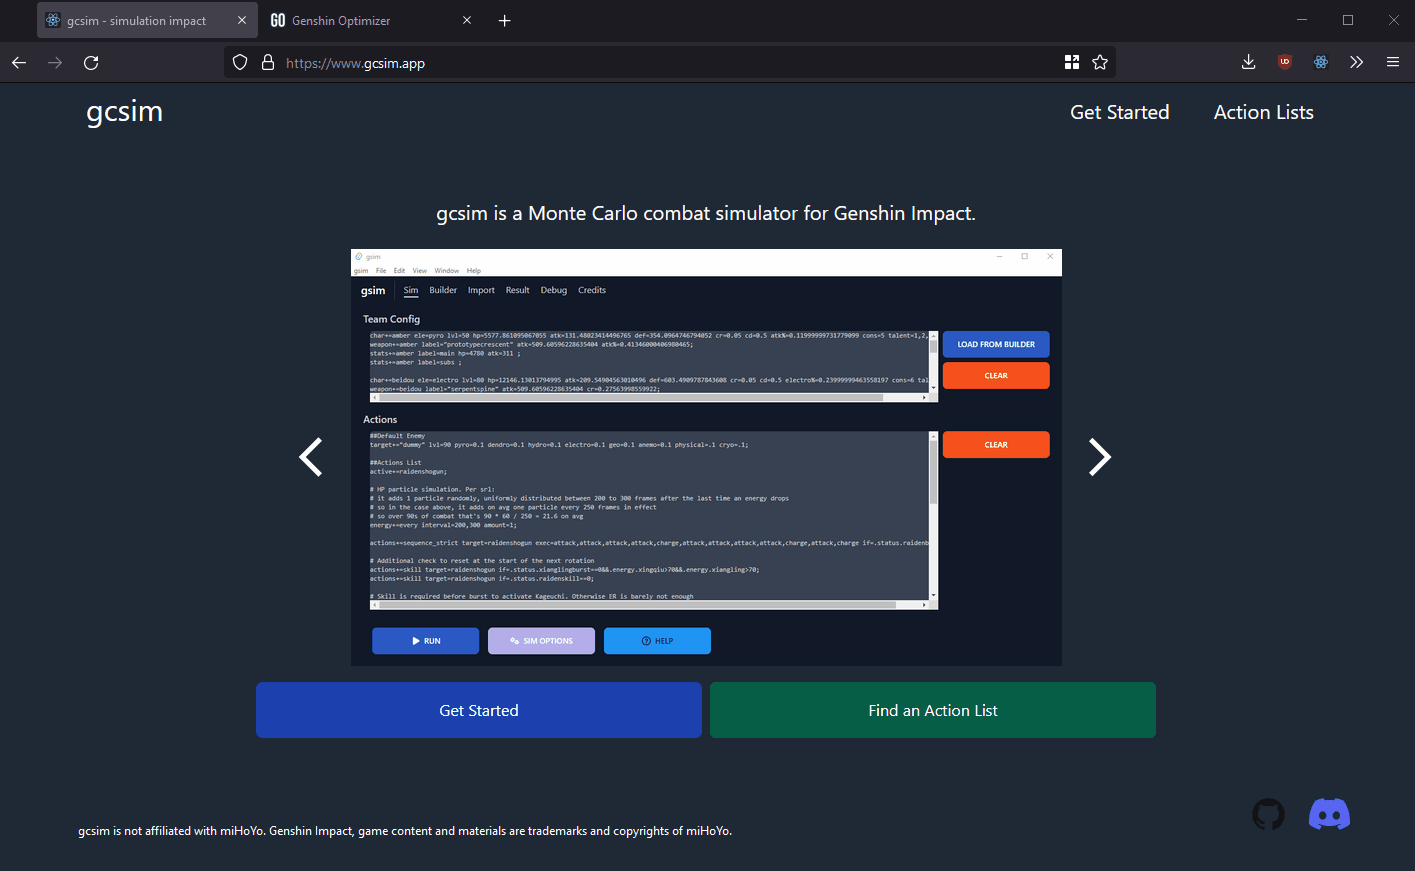 gcsim - simulation impact
GO Genshin Optimizer
https://www.gcsim.app
UD
gcsim
Get Started
Action Lists
gcsim is a Monte Carlo combat simulator for Genshin Impact.
gsim
gsim File Edit View Window Help
gsim Sim Builder Import Result Debug Credits
Team Config
char+=amber ele=pyro lvl=50 hp=5577.861095067055 atk=131.48023414496765 def=354.0964746794052 cr=0.05 cd=0.5 atk%=0.11999999731779099 cons=5 talent=1,2,
weapon+=amber label="prototypecrescent" atk=509.60596228635404 atk%=0.41346000406980465;
stats+=amber label=main hp=4780 atk=311 ;
stats+=amber label=subs ;
char+=beidou ele=electro lvl=80 hp=12146.13013794995 atk=209.54904563010496 def=603.4909787843608 cr=0.05 cd=0.5 electro%=0.23999999463558197 cons=6 tal
weapon+=beidou label="serpentspine" atk=509.60596228635404 cr=0.27563998559922;
LOAD FROM BUILDER
CLEAR
Actions
##Default Enemy
target+="dummy" lvl=90 pyro=0.1 dendro=0.1 hydro=0.1 electro=0.1 geo=0.1 anemo=0.1 physical=.1 cryo=.1;
##Actions List
active+=raidenshogun;
# HP particle simulation. Per srl:
# it adds 1 particle randomly, uniformly distributed between 200 to 300 frames after the last time an energy drops
# so in the case above, it adds on avg one particle every 250 frames in effect
# so over 90s of combat that's 90 * 60 / 250 = 21.6 on avg
energy+=every interval=200,300 amount=1;
actions+=sequence_strict target=raidenshogun exec=attack,attack,attack,attack,charge,attack,attack,attack,attack,charge,attack,charge if=.status.raidenb
# Additional check to reset at the start of the next rotation
actions+=skill target=raidenshogun if=.status.xianglingburst==0&&.energy.xingqiu>70&&.energy.xiangling>70;
actions+=skill target=raidenshogun if=.status.raidenskill==0;
# Skill is required before burst to activate Kageuchi. Otherwise ER is barely not enough
CLEAR
RUN
SIM OPTIONS
HELP
Get Started
Find an Action List
gcsim is not affiliated with miHoYo. Genshin Impact, game content and materials are trademarks and copyrights of miHoYo.